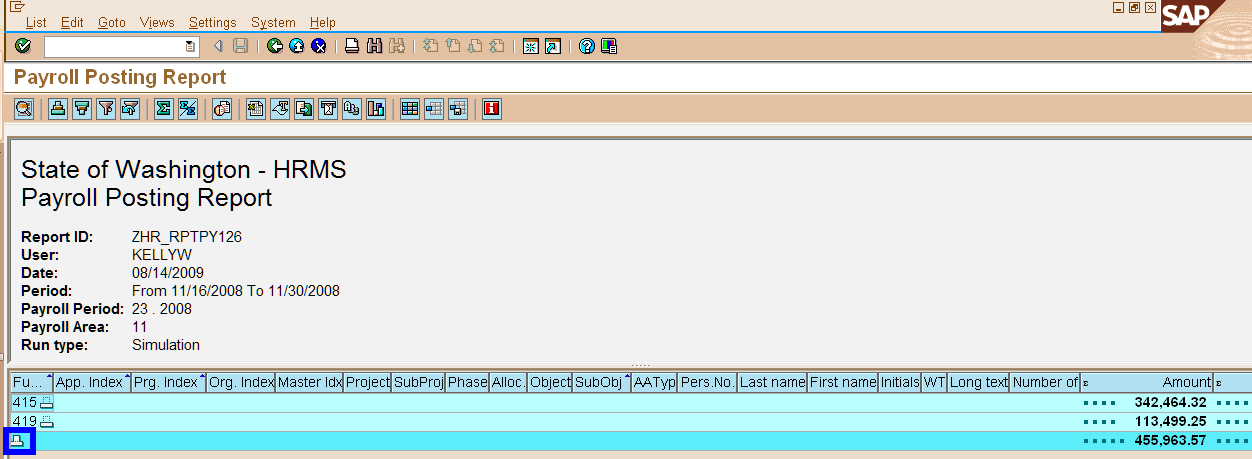 List Edit Goto Views Settings System Help
SAP
Payroll Posting Report
State of Washington - HRMS
Payroll Posting Report
Report ID: ZHR_RPTPY126
User: KELLYW
Date: 08/14/2009
Period: From 11/16/2008 To 11/30/2008
Payroll Period: 23 . 2008
Payroll Area: 11
Run type: Simulation
Fu... App. Index Prg. Index Org. Index Master Idx Project SubProj Phase Alloc. Object SubObj AATyp Pers.No. Last name First name Initials WT Long text Number of Σ Amount Σ
415 342,464.32
419 113,499.25
455,963.57